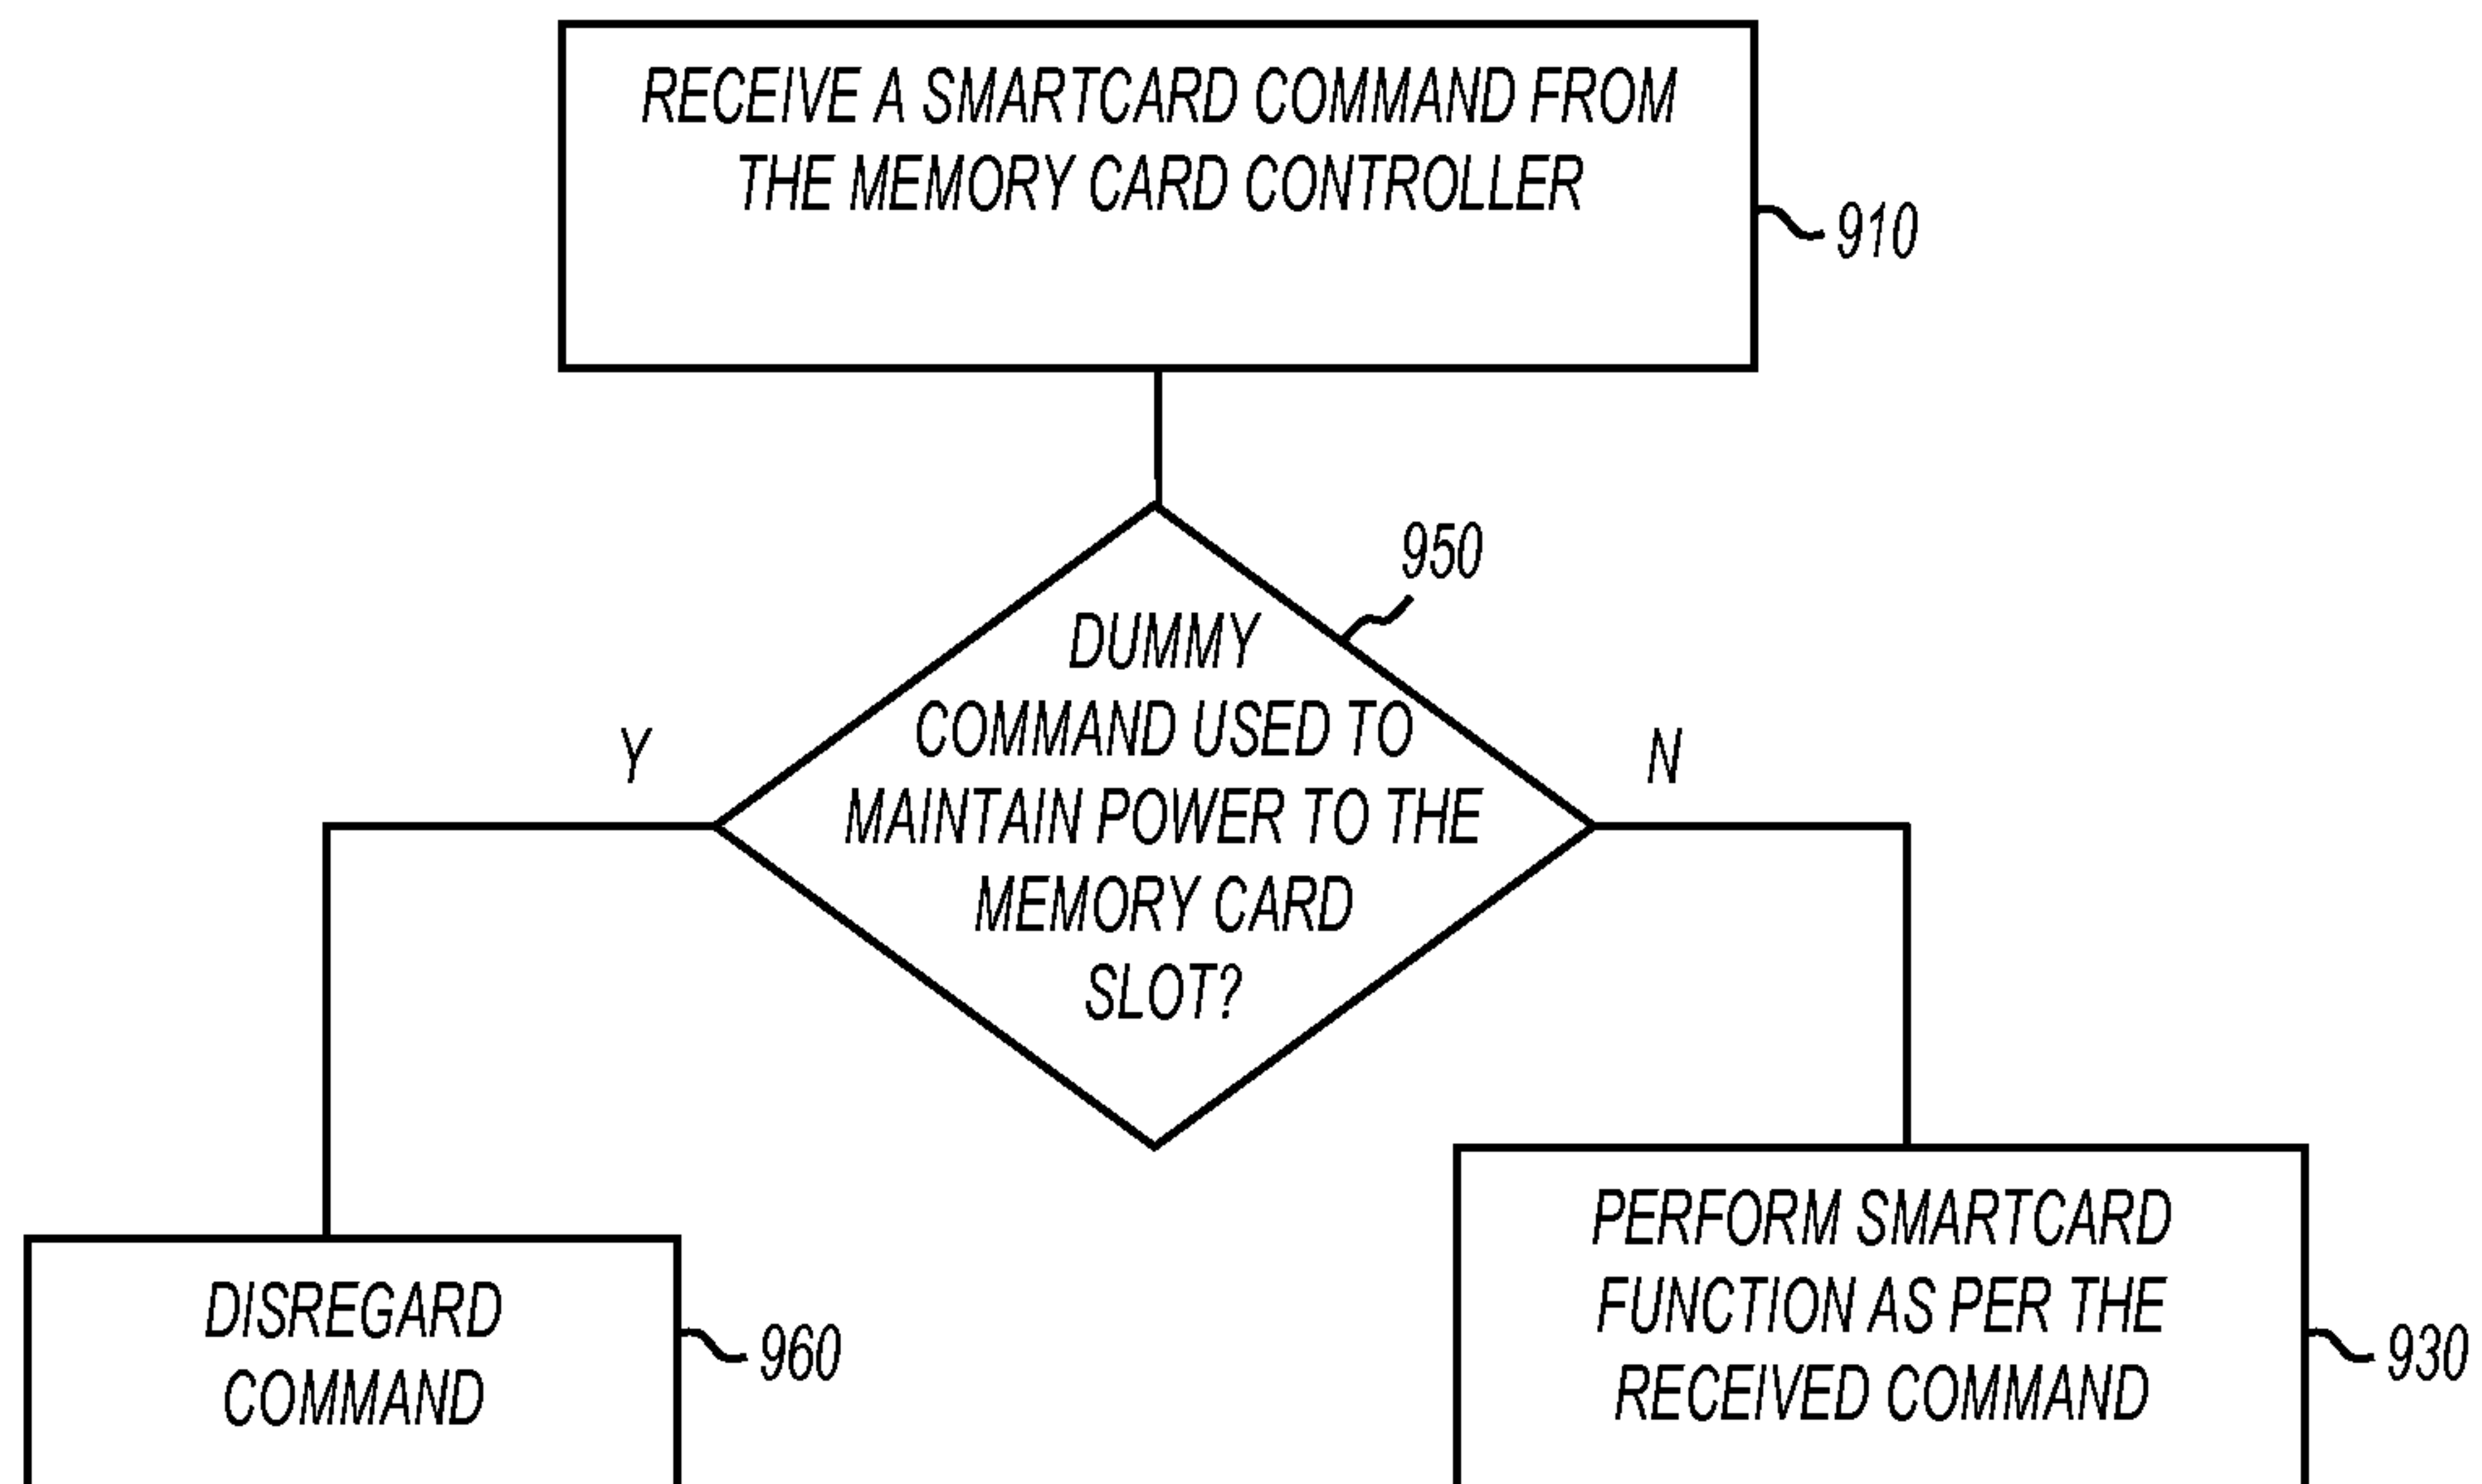 RECEIVE A SMARTCARD COMMAND FROM
THE MEMORY CARD CONTROLLER
910
950
DUMMY
COMMAND USED TO
MAINTAIN POWER TO THE
MEMORY CARD
SLOT?
Y
N
DISREGARD
COMMAND
960
PERFORM SMARTCARD
FUNCTION AS PER THE
RECEIVED COMMAND
930